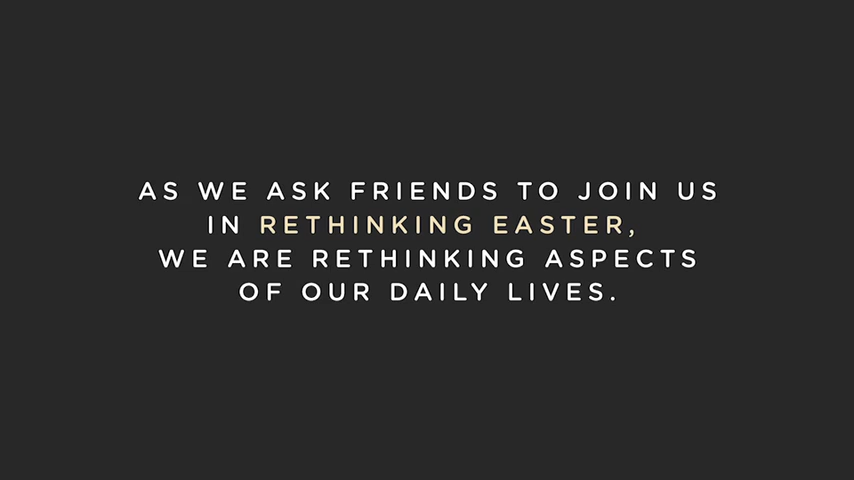 AS WE ASK FRIENDS TO JOIN US
IN RETHINKING EASTER,
WE ARE RETHINKING ASPECTS
OF OUR DAILY LIVES.